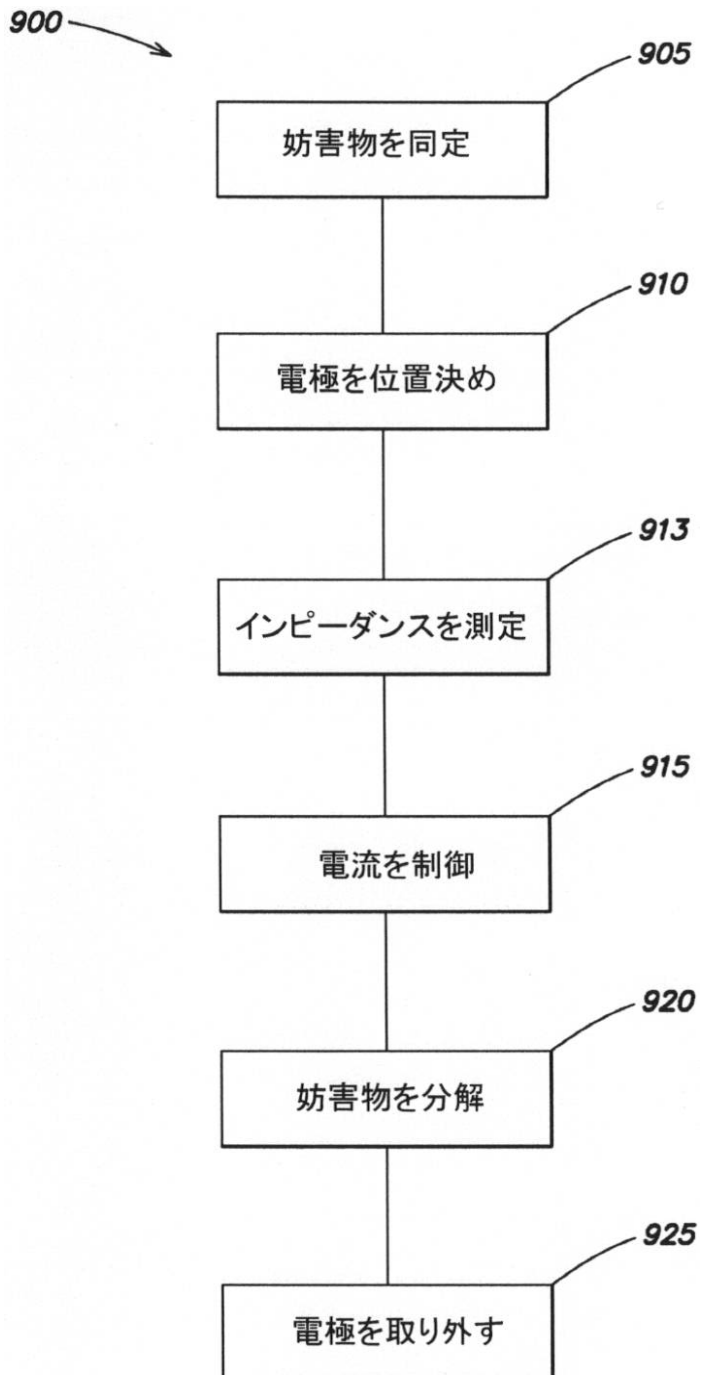 900
905
妨害物を同定
910
電極を位置決め
913
インピーダンスを測定
915
電流を制御
920
妨害物を分解
925
電極を取り外す